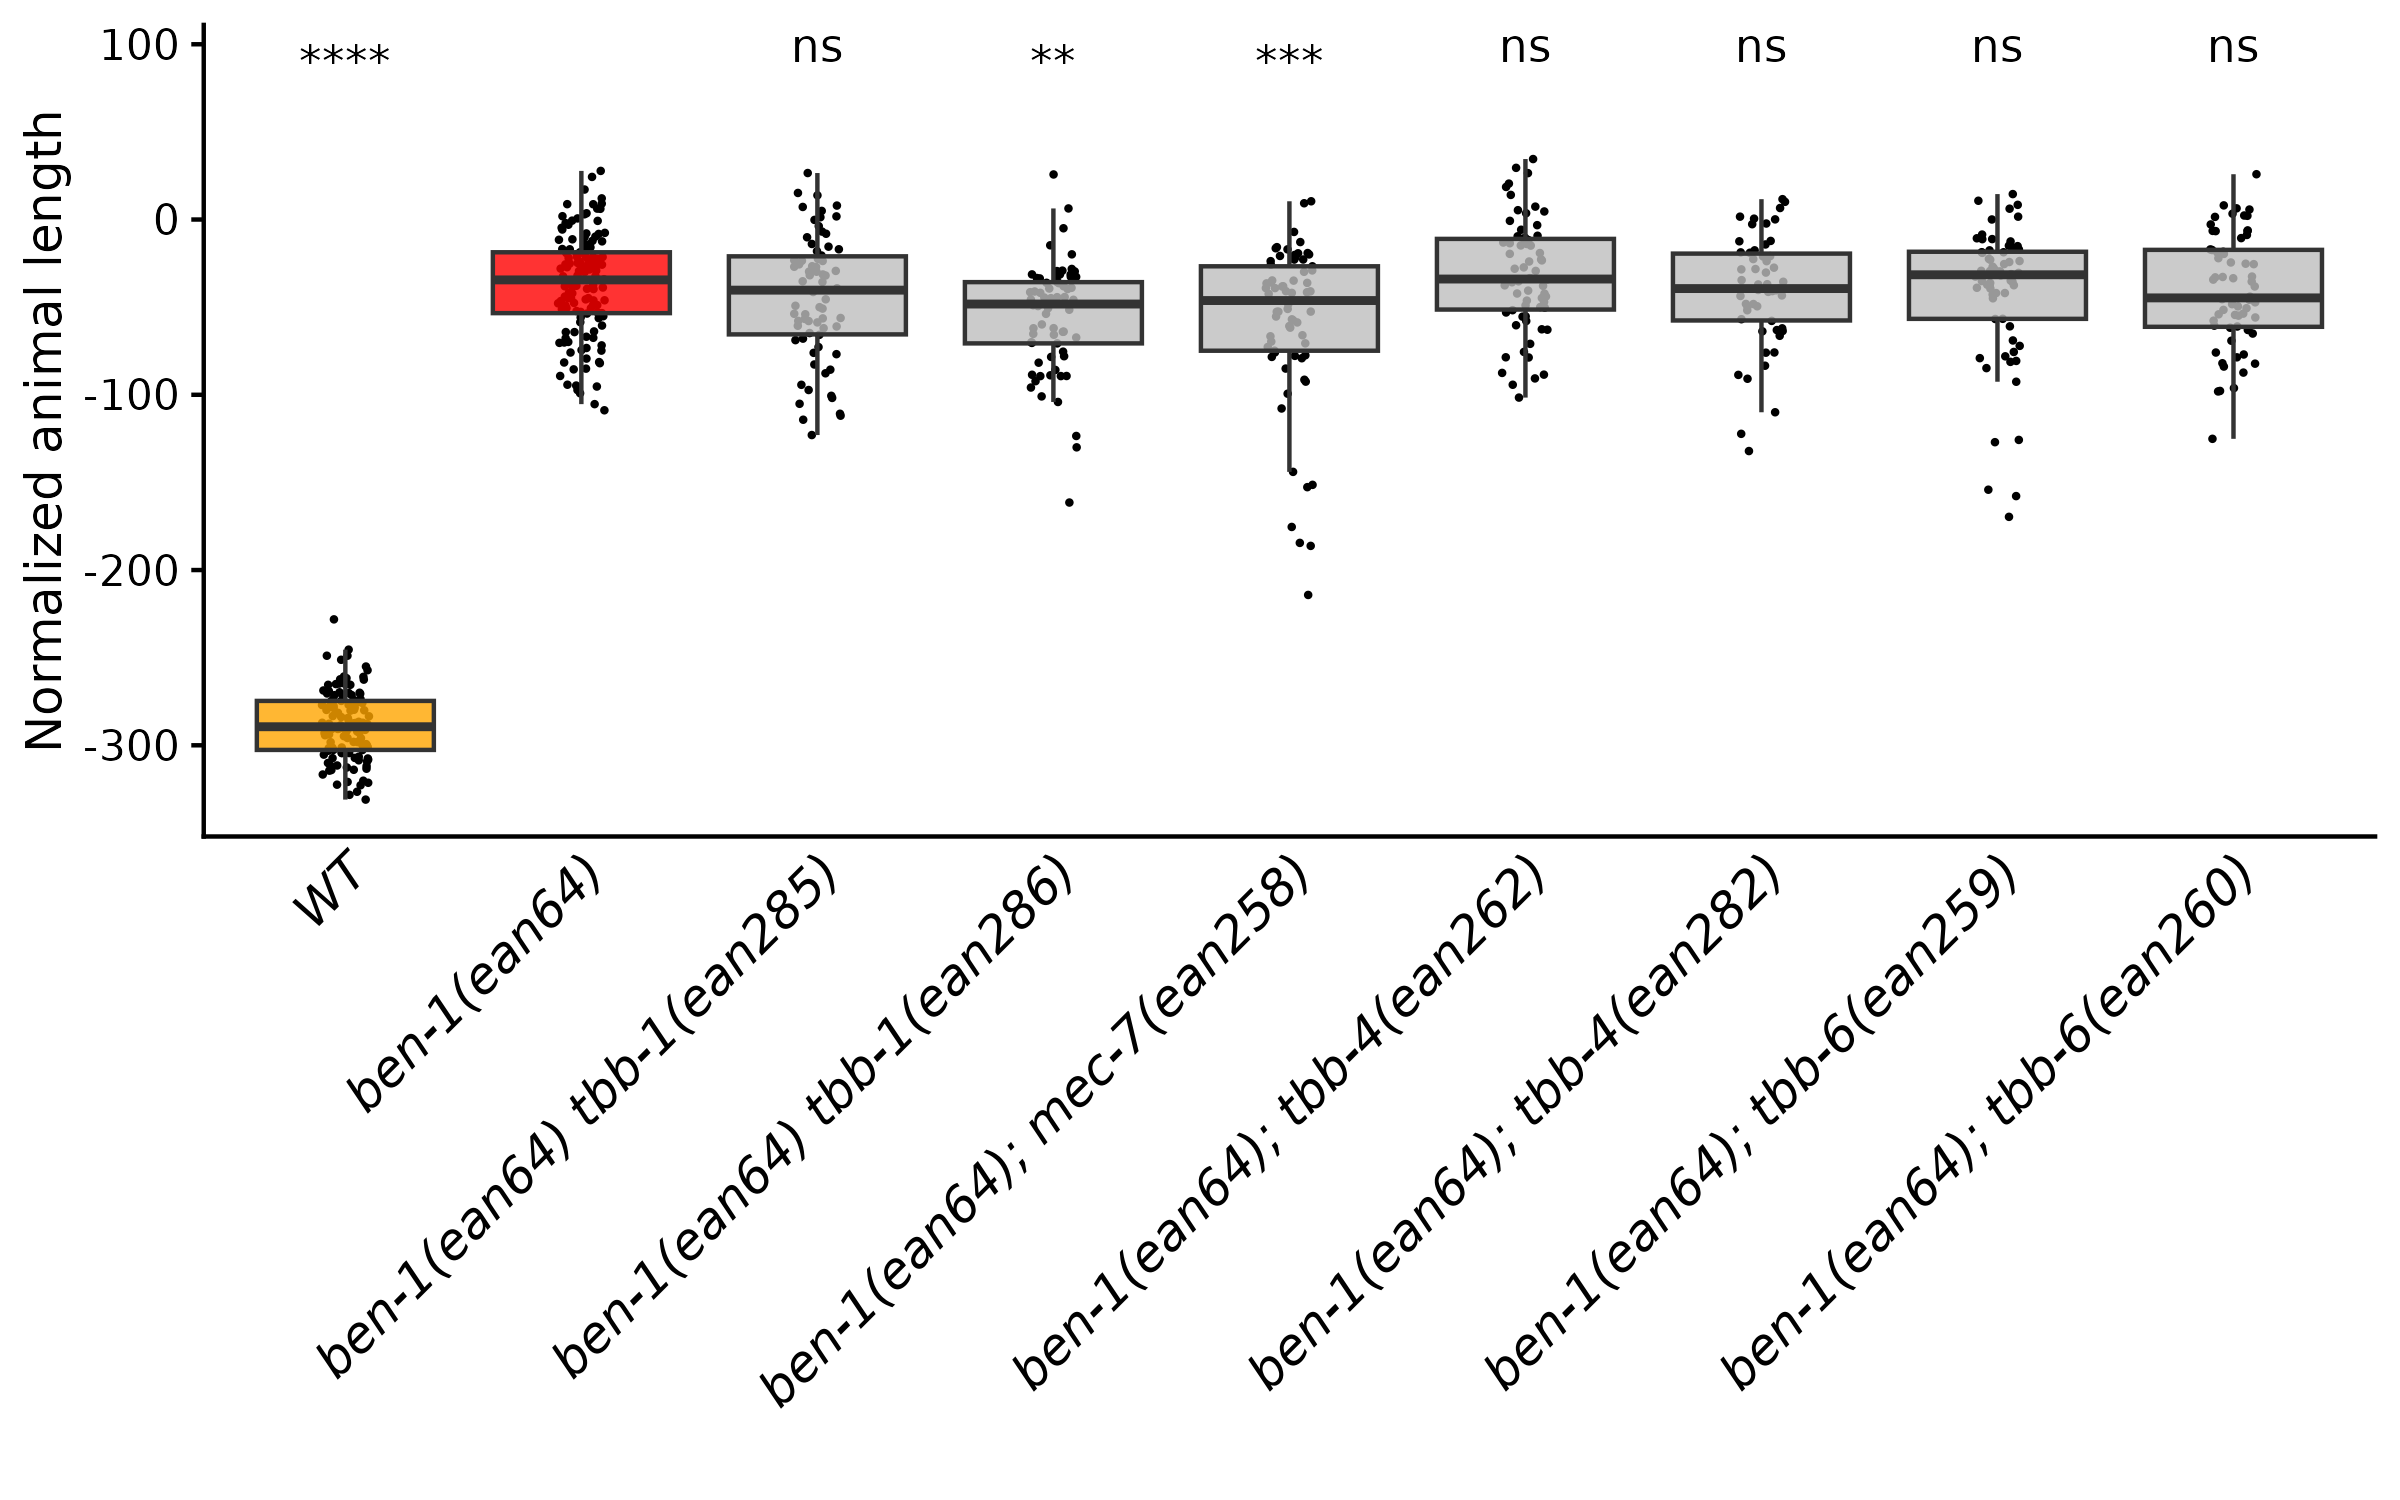 Normalized animal length
100
0
-100
-200
-300
**** ns ** *** ns ns ns ns
WT
ben-1(ean64)
ben-1(ean64) tbb-1(ean285)
ben-1(ean64) tbb-1(ean286)
ben-1(ean64); mec-7(ean258)
ben-1(ean64); tbb-4(ean262)
ben-1(ean64); tbb-4(ean282)
ben-1(ean64); tbb-6(ean259)
ben-1(ean64); tbb-6(ean260)